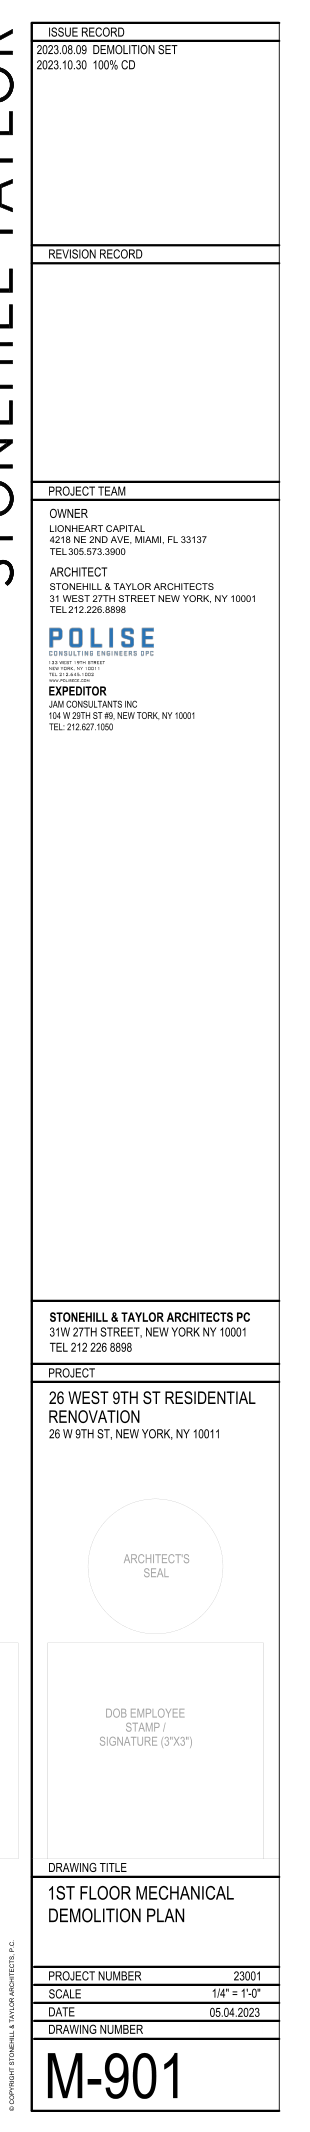 STONEHILL TAYLOR
ISSUE RECORD
2023.08.09 DEMOLITION SET
2023.10.30 100% CD
REVISION RECORD
PROJECT TEAM
OWNER
LIONHEART CAPITAL
4218 NE 2ND AVE, MIAMI, FL 33137
TEL 305.573.3900
ARCHITECT
STONEHILL & TAYLOR ARCHITECTS
31 WEST 27TH STREET NEW YORK, NY 10001
TEL 212.226.8898
POLISE
CONSULTING ENGINEERS DPC
133 WEST 19TH STREET
NEW YORK, NY 10011
TEL 212.645.1002
WWW.POLISECE.COM
EXPEDITOR
JAM CONSULTANTS INC
104 W 29TH ST #9, NEW TORK, NY 10001
TEL: 212.627.1050
STONEHILL & TAYLOR ARCHITECTS PC
31W 27TH STREET, NEW YORK NY 10001
TEL 212 226 8898
PROJECT
26 WEST 9TH ST RESIDENTIAL
RENOVATION
26 W 9TH ST, NEW YORK, NY 10011
ARCHITECT'S
SEAL
DOB EMPLOYEE
STAMP /
SIGNATURE (3"X3")
DRAWING TITLE
1ST FLOOR MECHANICAL
DEMOLITION PLAN
PROJECT NUMBER 23001
SCALE 1/4" = 1'-0"
DATE 05.04.2023
DRAWING NUMBER
M-901
© COPYRIGHT STONEHILL & TAYLOR ARCHITECTS, P.C.